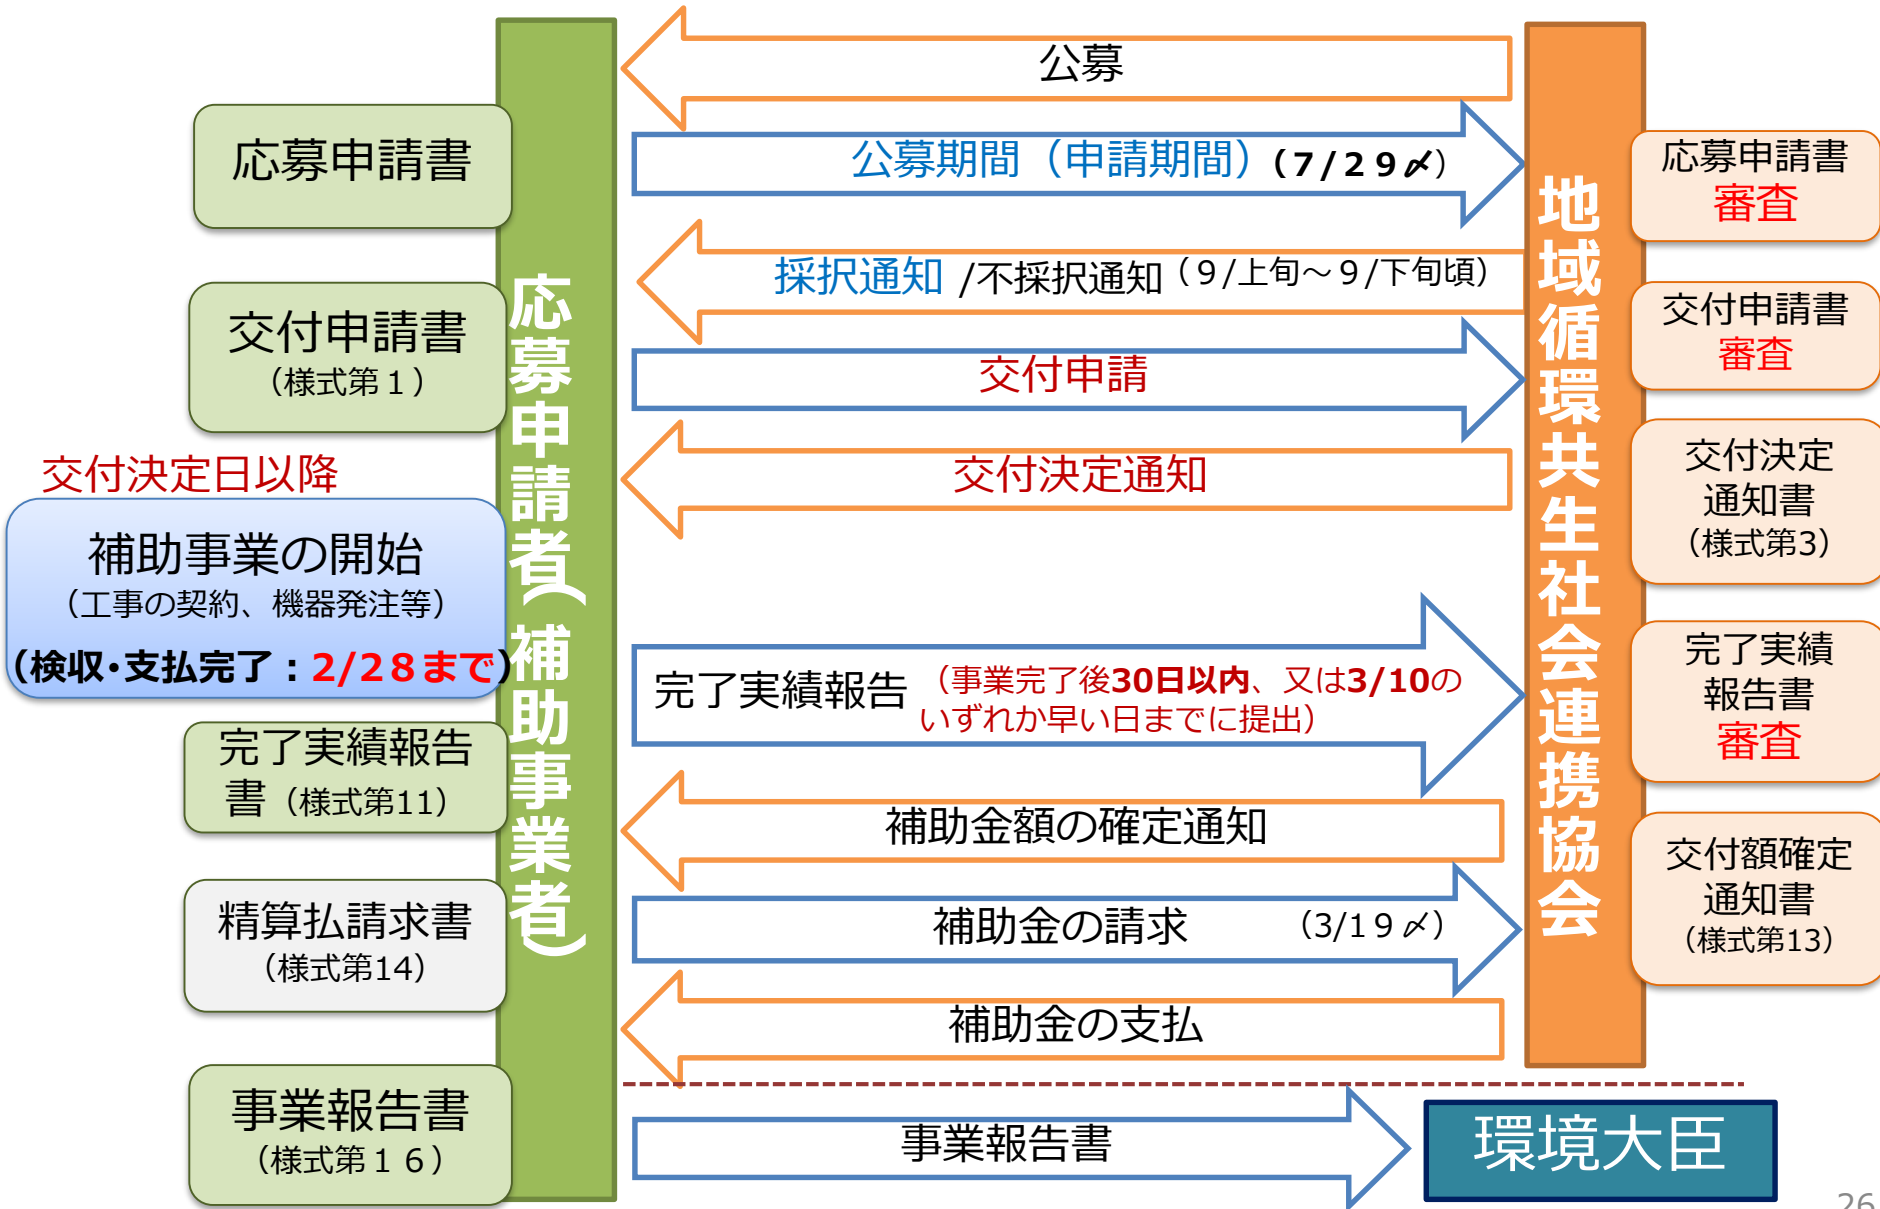 公募
応募申請書
公募期間（申請期間）（７/２９〆）
応募申請書
審査
採択通知 /不採択通知（９/上旬～９/下旬頃）
交付申請書
（様式第１）
交付申請書
審査
交付申請
交付決定通知
交付決定
通知書
（様式第3）
交付決定日以降
補助事業の開始
（工事の契約、機器発注等）
（検収・支払完了：2/2８まで）
応募申請者（補助事業者）
地域循環共生社会連携協会
完了実績報告 （事業完了後30日以内、又は3/10の
いずれか早い日までに提出）
完了実績
報告書
審査
完了実績報告
書（様式第11）
補助金額の確定通知
交付額確定
通知書
（様式第13）
精算払請求書
（様式第14）
補助金の請求 （3/1９〆）
補助金の支払
事業報告書
（様式第１６）
事業報告書
環境大臣
26